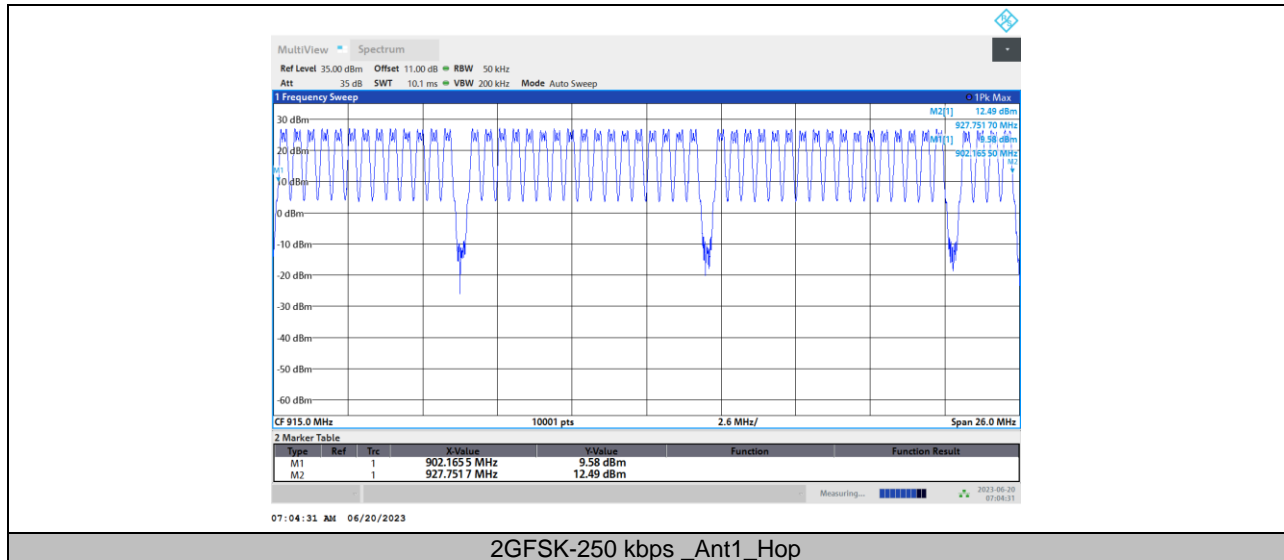 MultiView Spectrum
Ref Level 35.00 dBm Offset 11.00 dB RBW 50 kHz
Att 35 dB SWT 10.1 ms VBW 200 kHz Mode Auto Sweep
1 Frequency Sweep 1Pk Max
M2[1] 12.49 dBm
30 dBm
927.751 70 MHz
M1[1] 9.58 dBm
20 dBm
902.165 50 MHz
M1 M2
10 dBm
0 dBm
-10 dBm
-20 dBm
-30 dBm
-40 dBm
-50 dBm
-60 dBm
CF 915.0 MHz 10001 pts 2.6 MHz/ Span 26.0 MHz
2 Marker Table
Type Ref Trc X-Value Y-Value Function Function Result
M1 1 902.165 5 MHz 9.58 dBm
M2 1 927.751 7 MHz 12.49 dBm
Measuring... 2023-06-20
07:04:31
07:04:31 AM 06/20/2023
2GFSK-250 kbps _Ant1_Hop